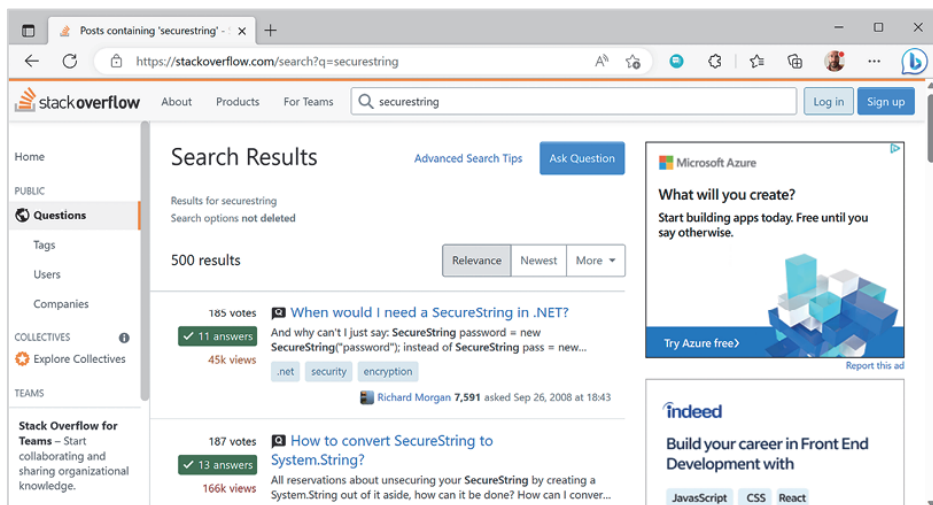 Posts containing 'securestring' -
https://stackoverflow.com/search?q=securestring
stack overflow
About
Products
For Teams
securestring
Log in
Sign up
Home
PUBLIC
Questions
Tags
Users
Companies
COLLECTIVES
Explore Collectives
TEAMS
Stack Overflow for
Teams – Start
collaborating and
sharing organizational
knowledge.
Search Results
Advanced Search Tips
Ask Question
Results for securestring
Search options not deleted
500 results
Relevance
Newest
More
185 votes
11 answers
45k views
When would I need a SecureString in .NET?
And why can't I just say: SecureString password = new
SecureString("password"); instead of SecureString pass = new...
.net
security
encryption
Richard Morgan 7,591 asked Sep 26, 2008 at 18:43
187 votes
13 answers
166k views
How to convert SecureString to
System.String?
All reservations about unsecuring your SecureString by creating a
System.String out of it aside, how can it be done? How can I conver...
Microsoft Azure
What will you create?
Start building apps today. Free until you
say otherwise.
Try Azure free>
Report this ad
indeed
Build your career in Front End
Development with
JavaScript
CSS
React